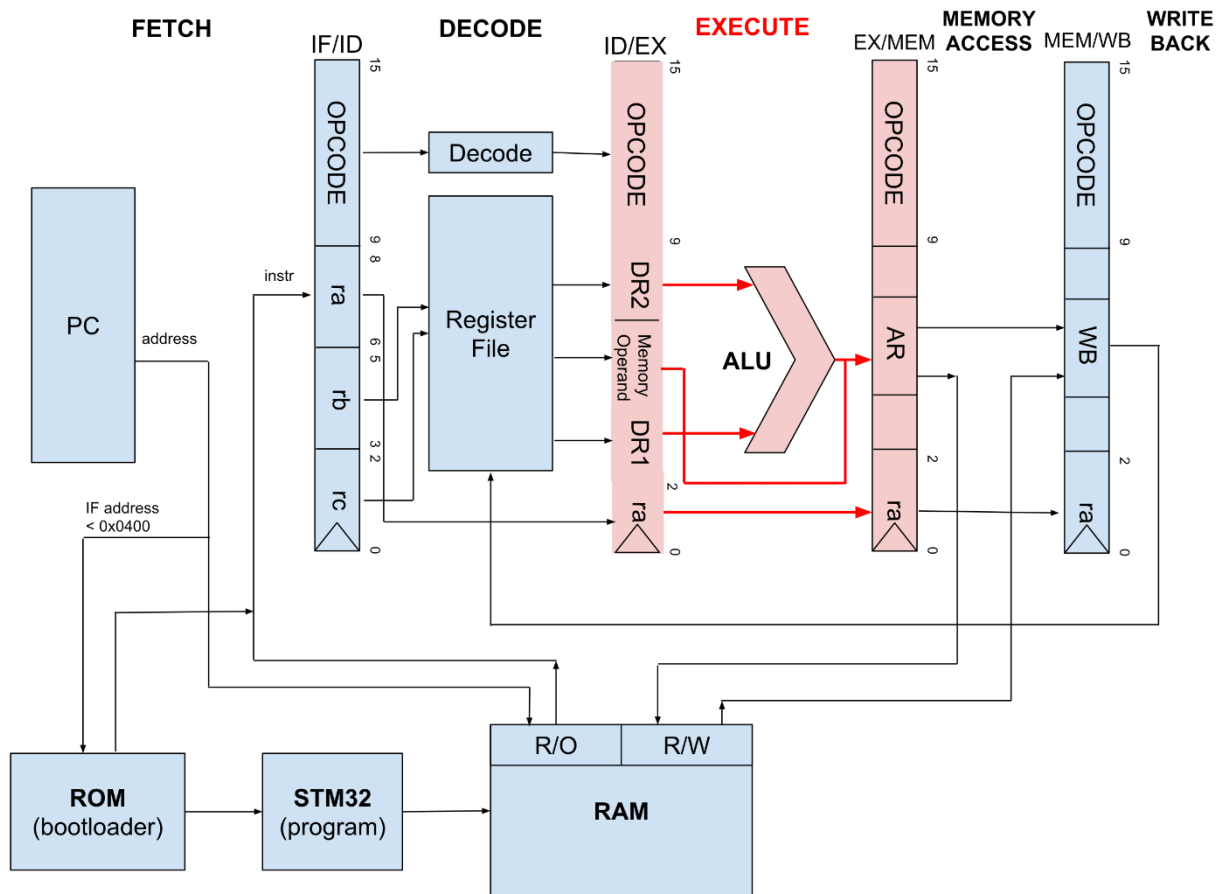 FETCH
DECODE
EXECUTE
MEMORY
ACCESS
WRITE
BACK
IF/ID
ID/EX
EX/MEM
MEM/WB
15
OPCODE
9
8
ra
6
5
rb
3
2
rc
0
Decode
Register
File
15
OPCODE
9
DR2
Memory
Operand
DR1
2
ra
0
ALU
15
OPCODE
9
AR
2
ra
0
15
OPCODE
9
WB
2
ra
0
PC
address
instr
IF address
< 0x0400
ROM
(bootloader)
STM32
(program)
R/O
R/W
RAM